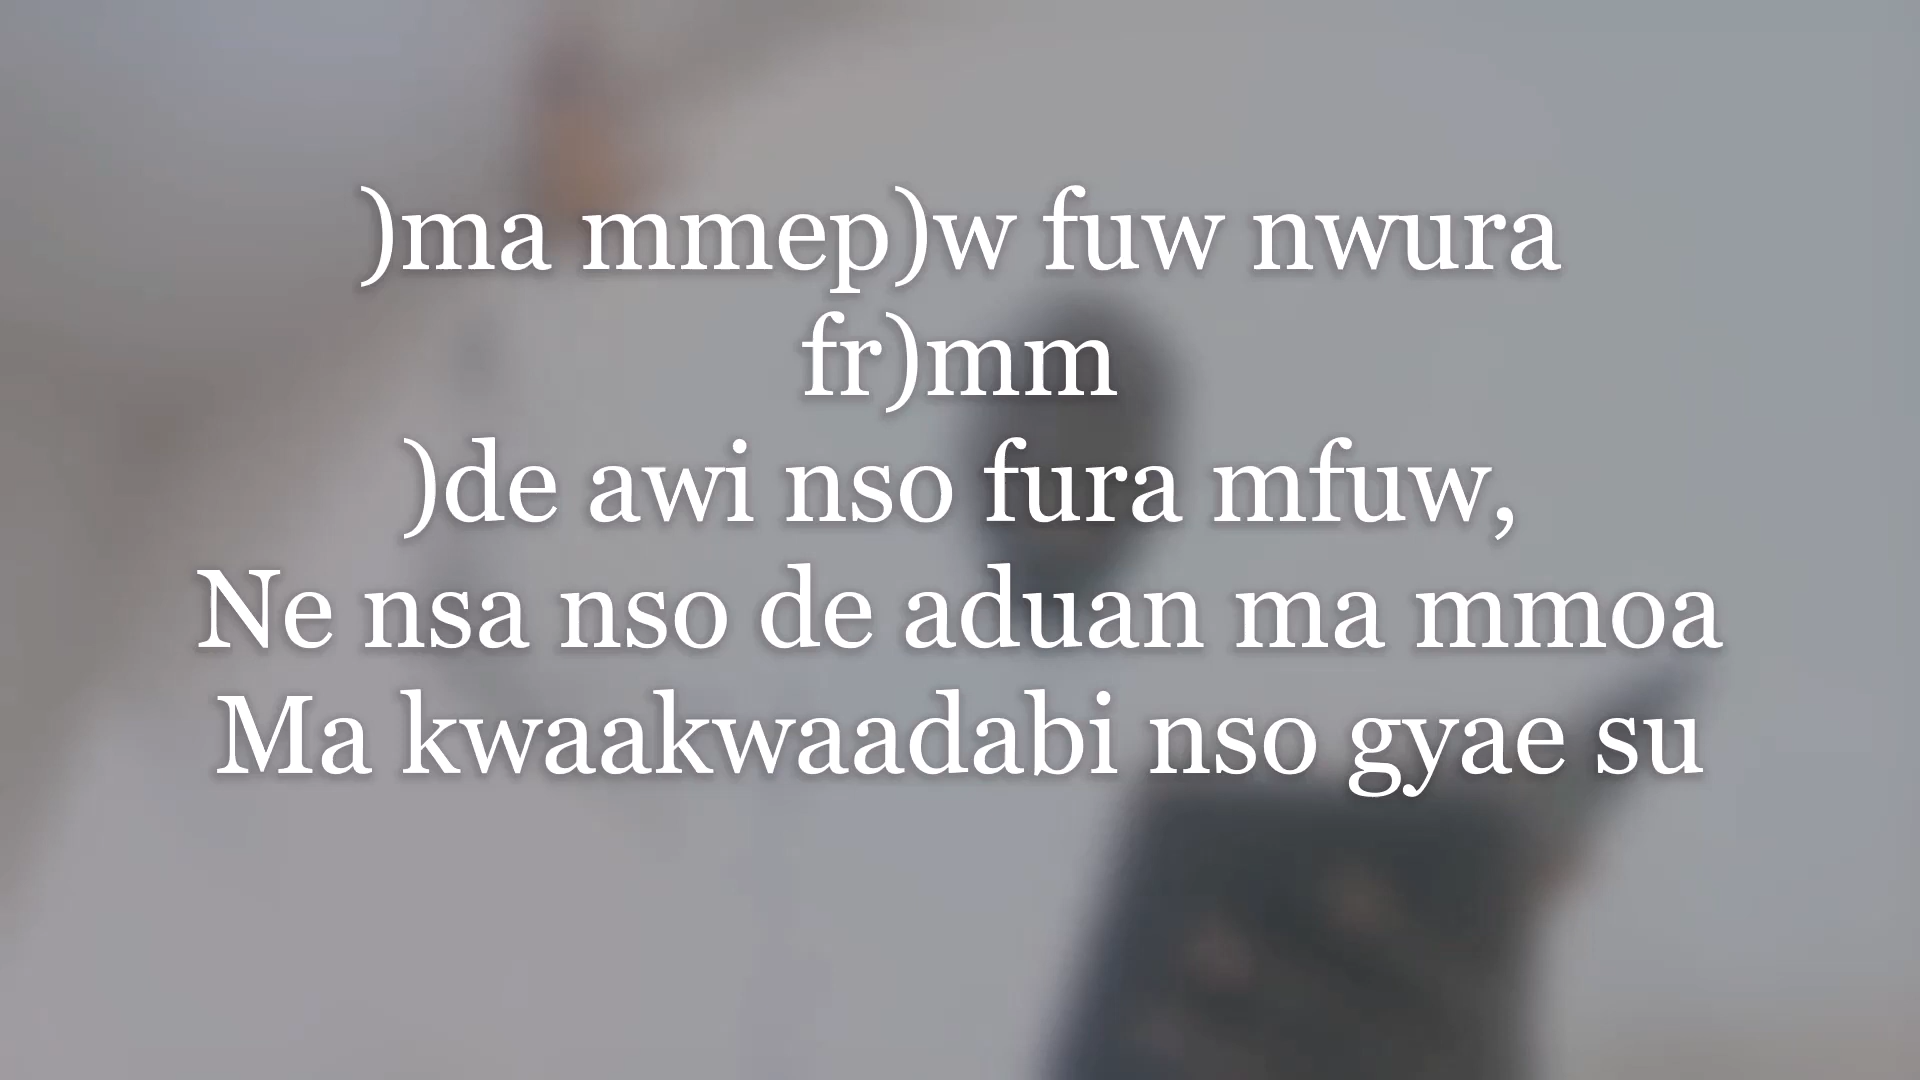 )ma mmep)w fuw nwura
fr)mm
)de awi nso fura mfuw,
Ne nsa nso de aduan ma mmoa
Ma kwaakwaadabi nso gyae su